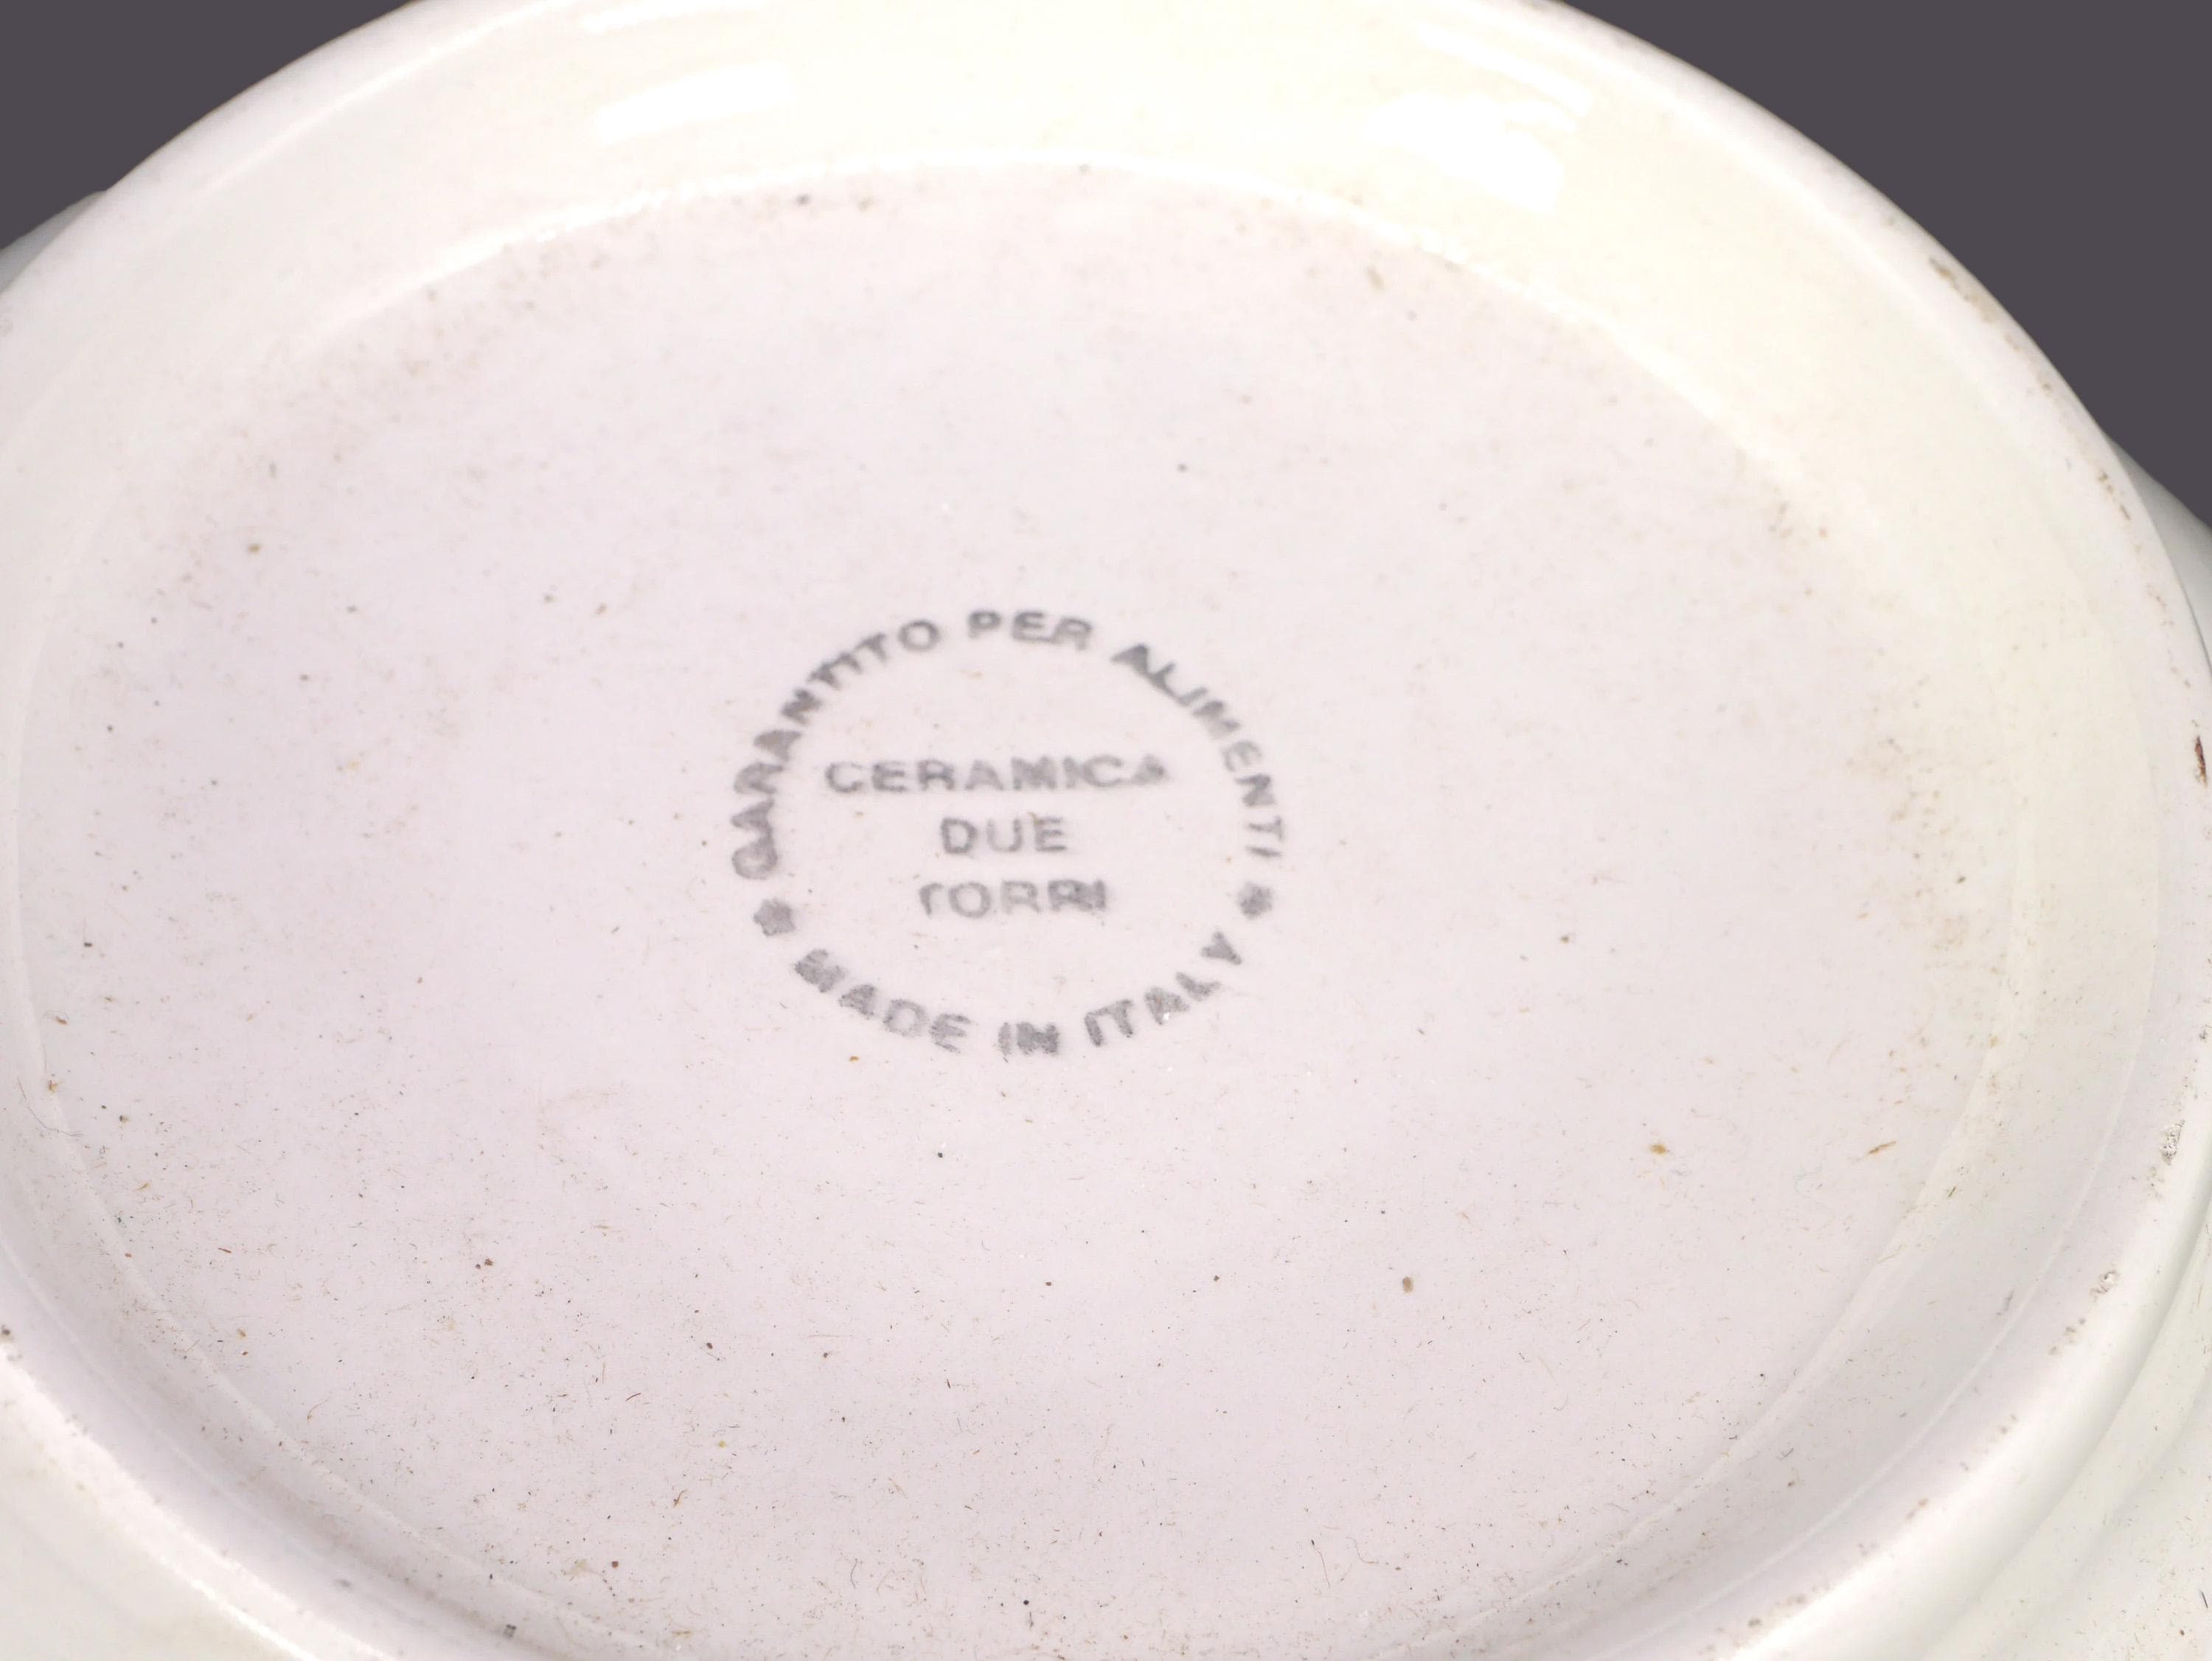 GARANTITO PER ALIMENTI
CERAMICA
DUE
TORRI
* MADE IN ITALY *